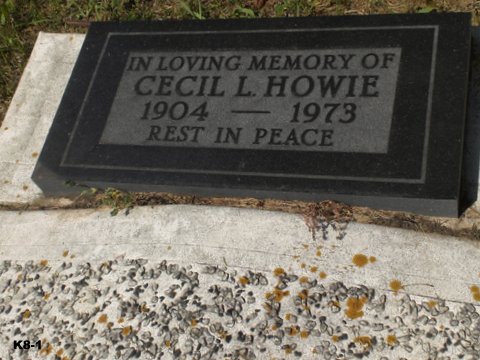 IN LOVING MEMORY OF
CECIL L. HOWIE
1904 — 1973
REST IN PEACE
K8-1